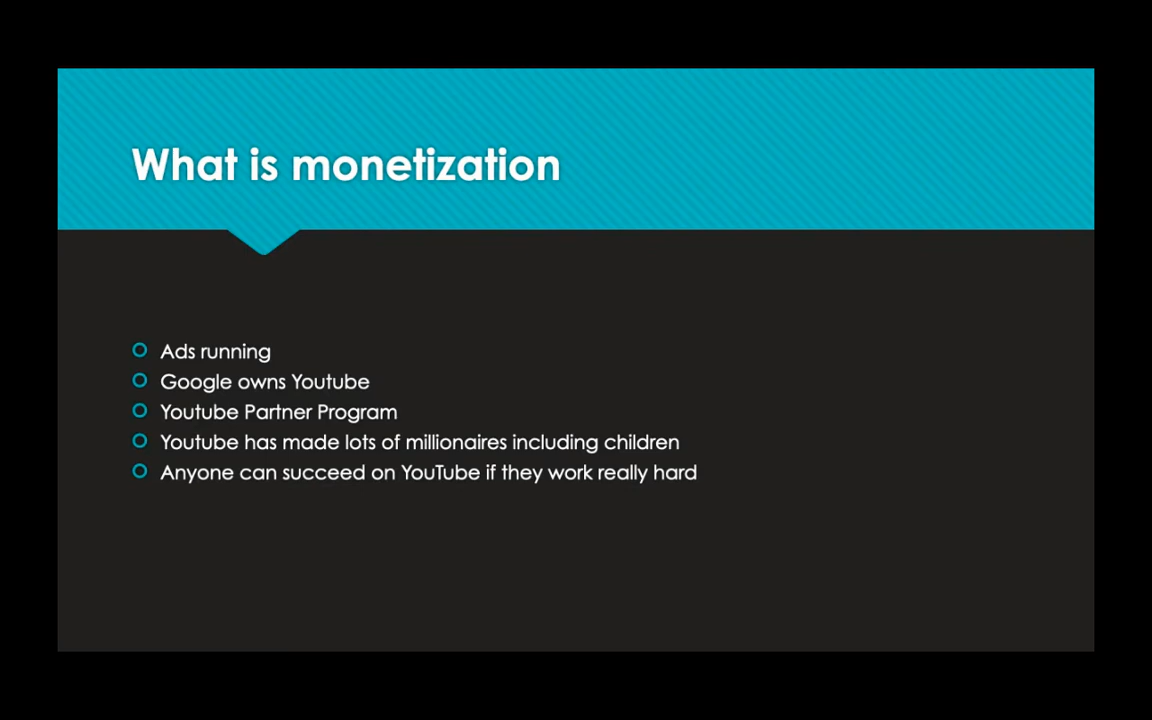 What is monetization
Ads running
Google owns Youtube
Youtube Partner Program
Youtube has made lots of millionaires including children
Anyone can succeed on YouTube if they work really hard